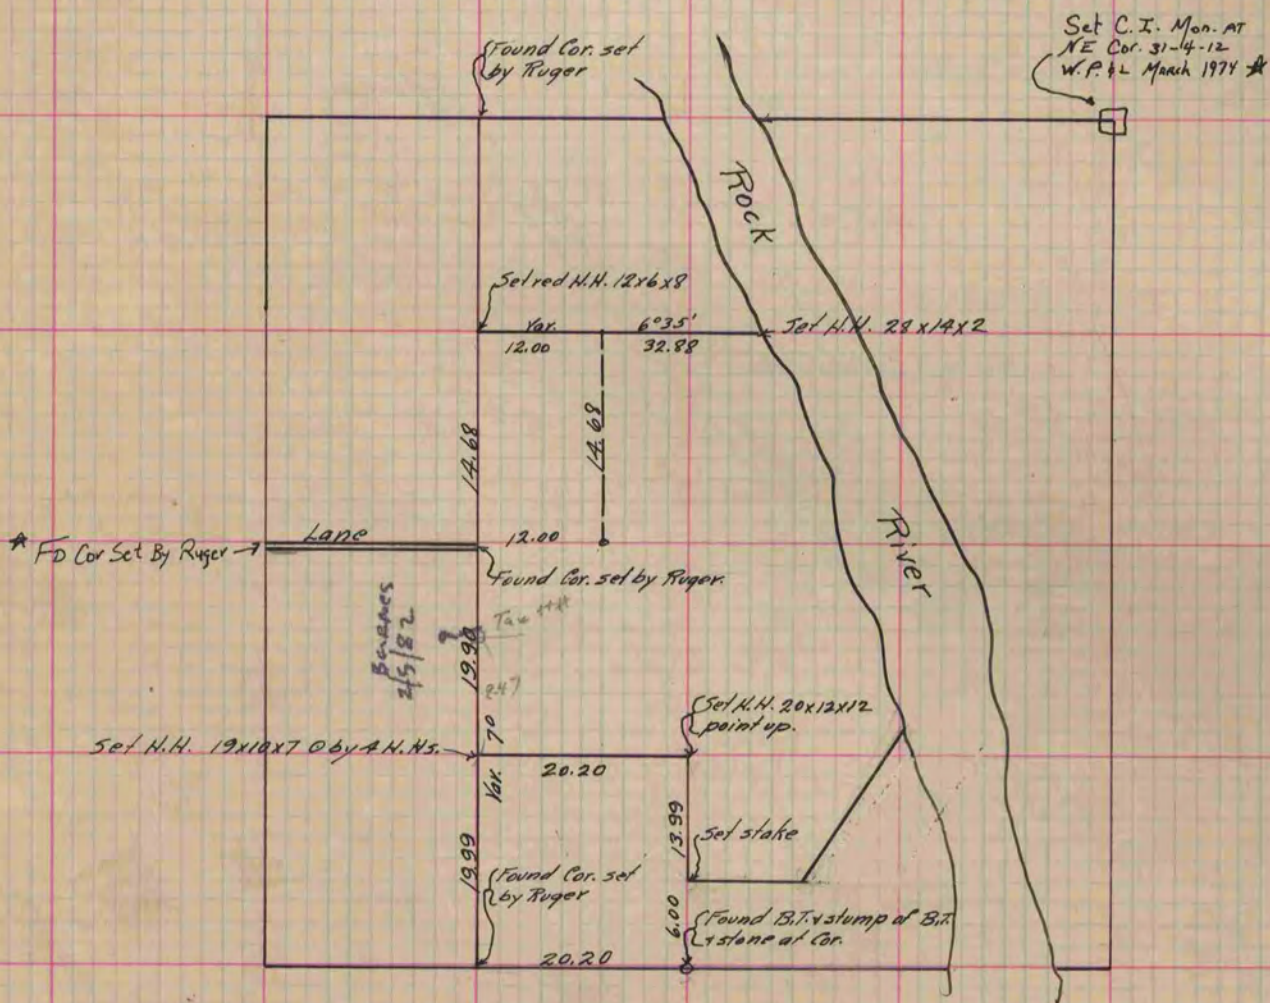 Set C.I. Mon. AT
NE Cor. 31-4-12
W.P. & L March 1974 ☆
Found Cor. set
by Ruger
Rock
Set red H.H. 12x6x8
Var. 6°35'
12.00 32.88
Set H.H. 28x14x2
14.68
14.68
☆ FD Cor Set By Ruger
Lane
12.00
Found Cor. set by Ruger.
River
Barnes
2/5/82
19.99
Set H.H. 20x12x12
point up.
Set H.H. 19x10x7 @ by 4 H.Hs.
Var. 7°
20.20
13.99
Set stake
19.99
Found Cor. set
by Ruger
6.00
Found B.T. & stump of B.T.
& stone at Cor.
20.20